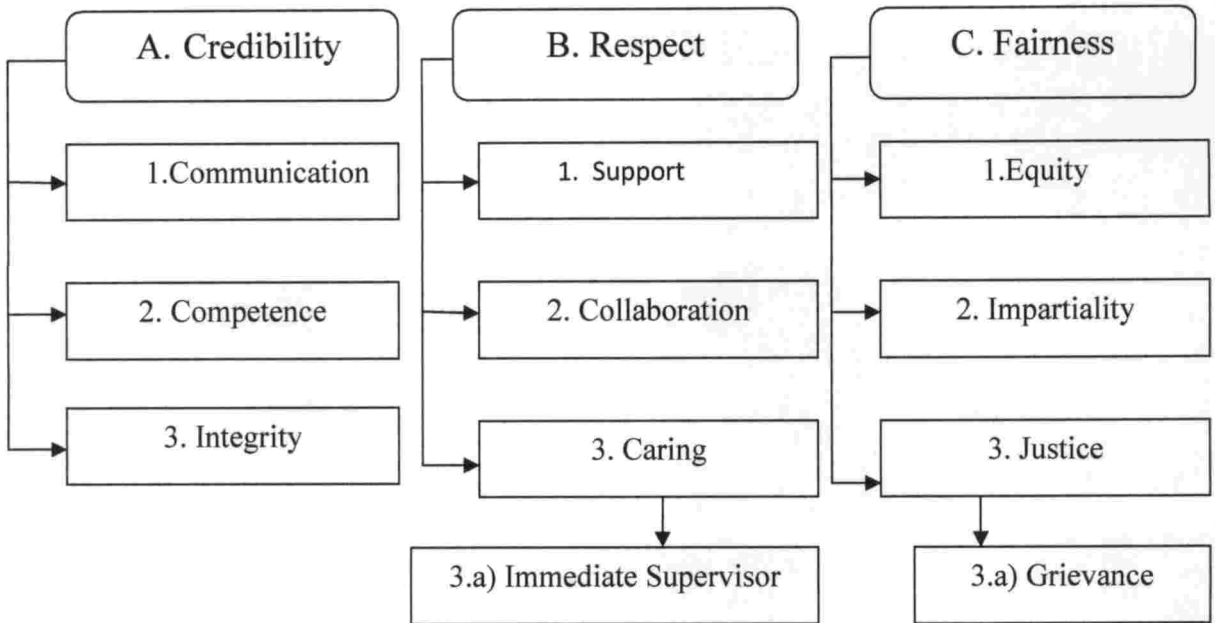 A. Credibility
1.Communication
2. Competence
3. Integrity
B. Respect
1. Support
2. Collaboration
3. Caring
3.a) Immediate Supervisor
C. Fairness
1.Equity
2. Impartiality
3. Justice
3.a) Grievance